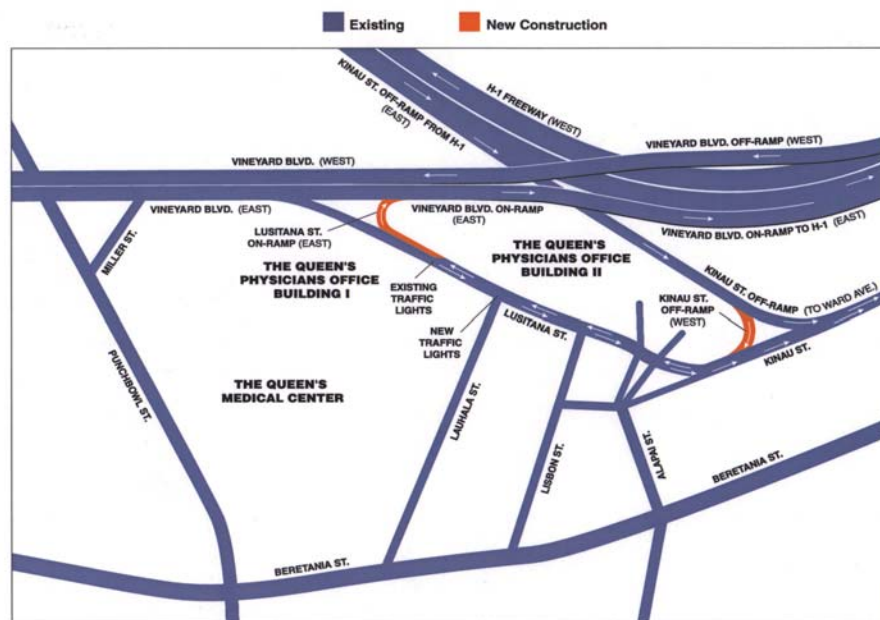 Existing
New Construction
KINAU ST. OFF-RAMP FROM H-1
(EAST)
H-1 FREEWAY (WEST)
VINEYARD BLVD. OFF-RAMP (WEST)
VINEYARD BLVD. (WEST)
VINEYARD BLVD. (EAST)
VINEYARD BLVD. ON-RAMP
(EAST)
VINEYARD BLVD. ON-RAMP TO H-1 (EAST)
MILLER ST.
LUSITANA ST.
ON-RAMP (EAST)
THE QUEEN'S
PHYSICIANS OFFICE
BUILDING II
THE QUEEN'S
PHYSICIANS OFFICE
BUILDING I
EXISTING
TRAFFIC
LIGHTS
KINAU ST. OFF-RAMP (TO WARD AVE.)
KINAU ST.
OFF-RAMP
(WEST)
NEW
TRAFFIC
LIGHTS
LUSITANA ST.
KINAU ST.
PUNCHBOWL ST.
THE QUEEN'S
MEDICAL CENTER
LAUHALA ST.
LISBON ST.
ALAPAI ST.
BERETANIA ST.
BERETANIA ST.